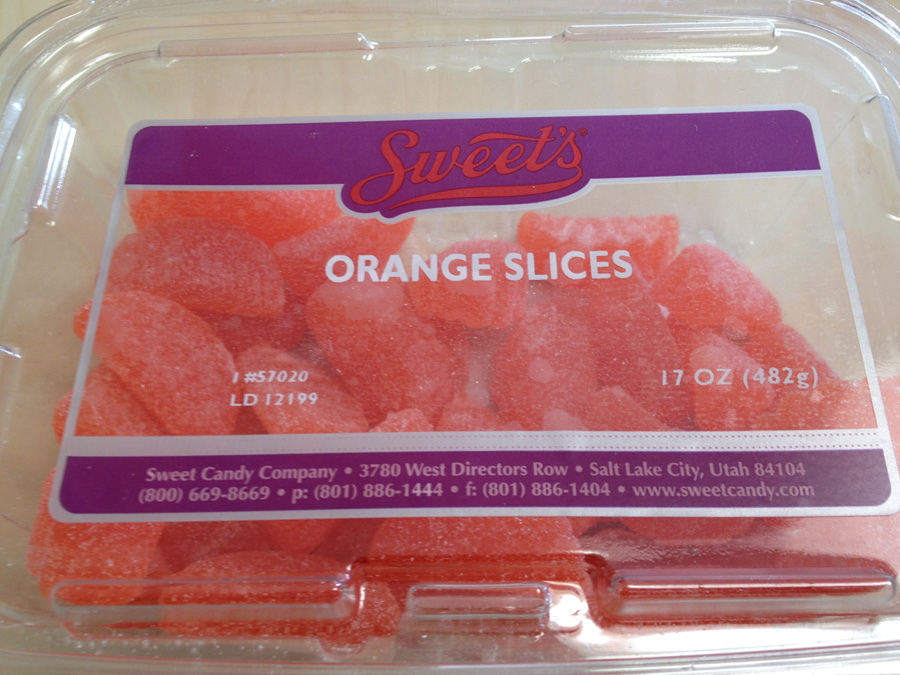 Sweet's®
ORANGE SLICES
I #57020
LD 12199
17 OZ (482g)
Sweet Candy Company • 3780 West Directors Row • Salt Lake City, Utah 84104
(800) 669-8669 • p: (801) 886-1444 • f: (801) 886-1404 • www.sweetcandy.com